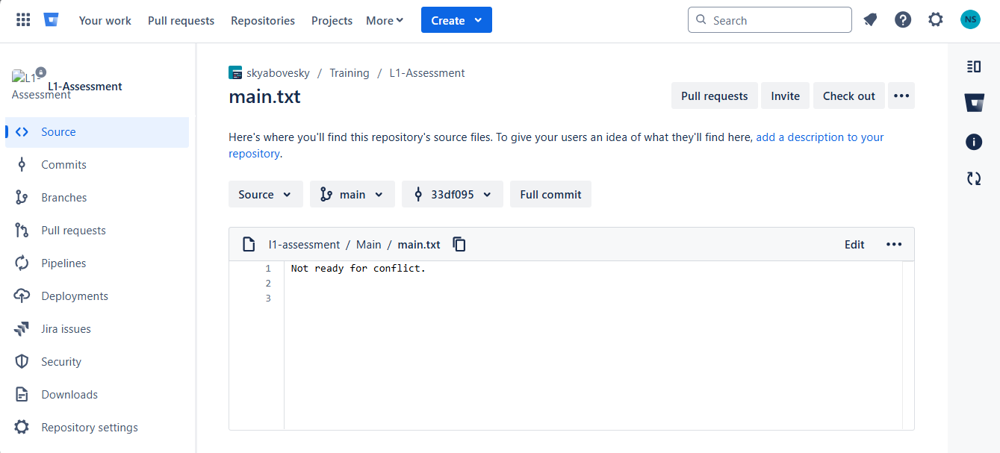 Your work Pull requests Repositories Projects More Create Search NS
L1-
Assessment
L1-Assessment
Source
Commits
Branches
Pull requests
Pipelines
Deployments
Jira issues
Security
Downloads
Repository settings
skyabovesky / Training / L1-Assessment
main.txt
Pull requests Invite Check out
Here's where you'll find this repository's source files. To give your users an idea of what they'll find here, add a description to your
repository.
Source main 33df095 Full commit
l1-assessment / Main / main.txt Edit
1 Not ready for conflict.
2
3